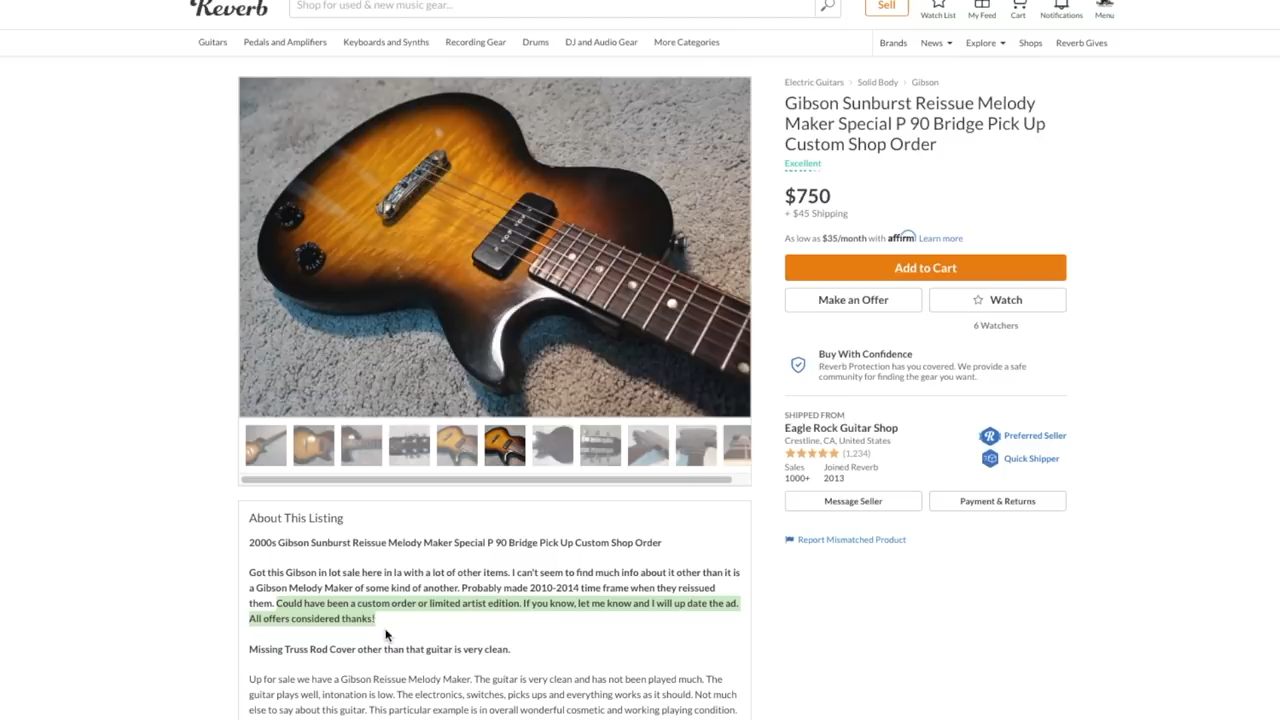 Reverb
Shop for used & new music gear...
Sell
Watch List
My Feed
Cart
Notifications
Menu
Guitars
Pedals and Amplifiers
Keyboards and Synths
Recording Gear
Drums
DJ and Audio Gear
More Categories
Brands
News
Explore
Shops
Reverb Gives
Electric Guitars
Solid Body
Gibson
Gibson Sunburst Reissue Melody
Maker Special P 90 Bridge Pick Up
Custom Shop Order
Excellent
$750
+ $45 Shipping
As low as $35/month with affirm Learn more
Add to Cart
Make an Offer
Watch
6 Watchers
Buy With Confidence
Reverb Protection has you covered. We provide a safe
community for finding the gear you want.
SHIPPED FROM
Eagle Rock Guitar Shop
Crestline, CA, United States
(1,234)
Preferred Seller
Quick Shipper
Sales
1000+
Joined Reverb
2013
Message Seller
Payment & Returns
Report Mismatched Product
About This Listing
2000s Gibson Sunburst Reissue Melody Maker Special P 90 Bridge Pick Up Custom Shop Order
Got this Gibson in lot sale here in la with a lot of other items. I can't seem to find much info about it other than it is
a Gibson Melody Maker of some kind of another. Probably made 2010-2014 time frame when they reissued
them. Could have been a custom order or limited artist edition. If you know, let me know and I will up date the ad.
All offers considered thanks!
Missing Truss Rod Cover other than that guitar is very clean.
Up for sale we have a Gibson Reissue Melody Maker. The guitar is very clean and has not been played much. The
guitar plays well, intonation is low. The electronics, switches, picks ups and everything works as it should. Not much
else to say about this guitar. This particular example is in overall wonderful cosmetic and working playing condition.